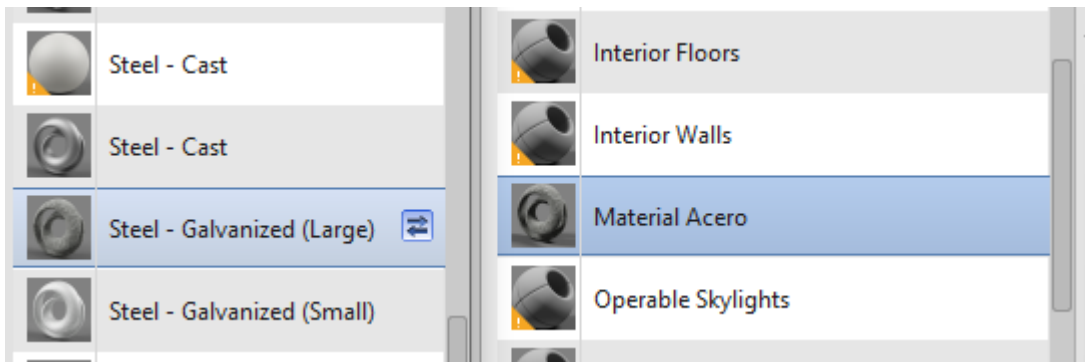 Steel - Cast
Steel - Cast
Steel - Galvanized (Large)
Steel - Galvanized (Small)
Interior Floors
Interior Walls
Material Acero
Operable Skylights